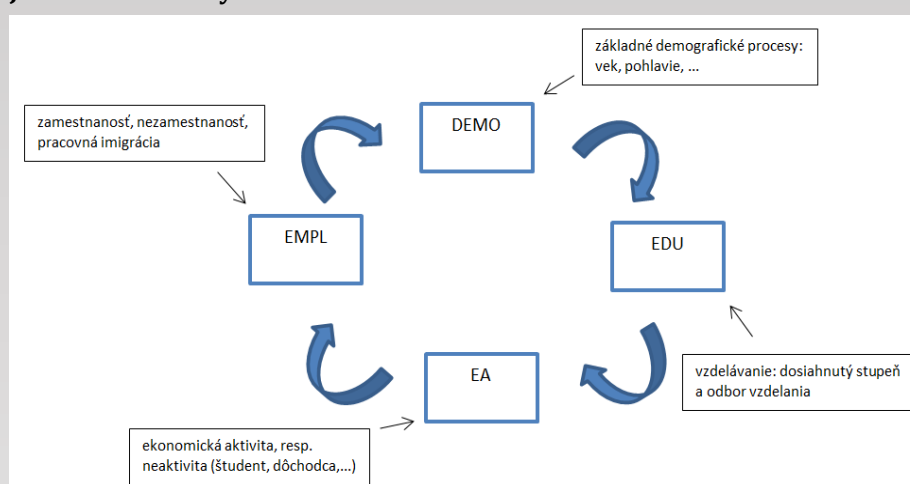 základné demografické procesy:
vek, pohlavie, ...
DEMO
zamestnanosť, nezamestnanosť,
pracovná imigrácia
EMPL
EDU
EA
vzdelávanie: dosiahnutý stupeň
a odbor vzdelania
ekonomická aktivita, resp.
neaktivita (študent, dôchodca,...)